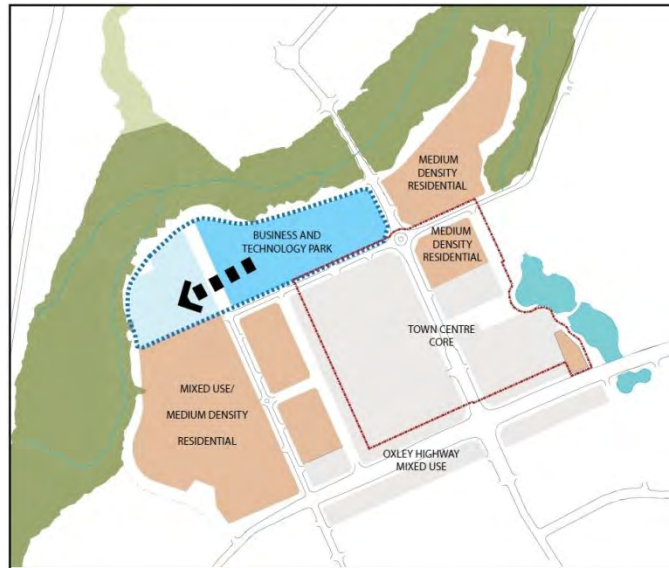 MEDIUM
DENSITY
RESIDENTIAL
BUSINESS AND
TECHNOLOGY PARK
MEDIUM
DENSITY
RESIDENTIAL
TOWN CENTRE
CORE
MIXED USE/
MEDIUM DENSITY
RESIDENTIAL
OXLEY HIGHWAY
MIXED USE